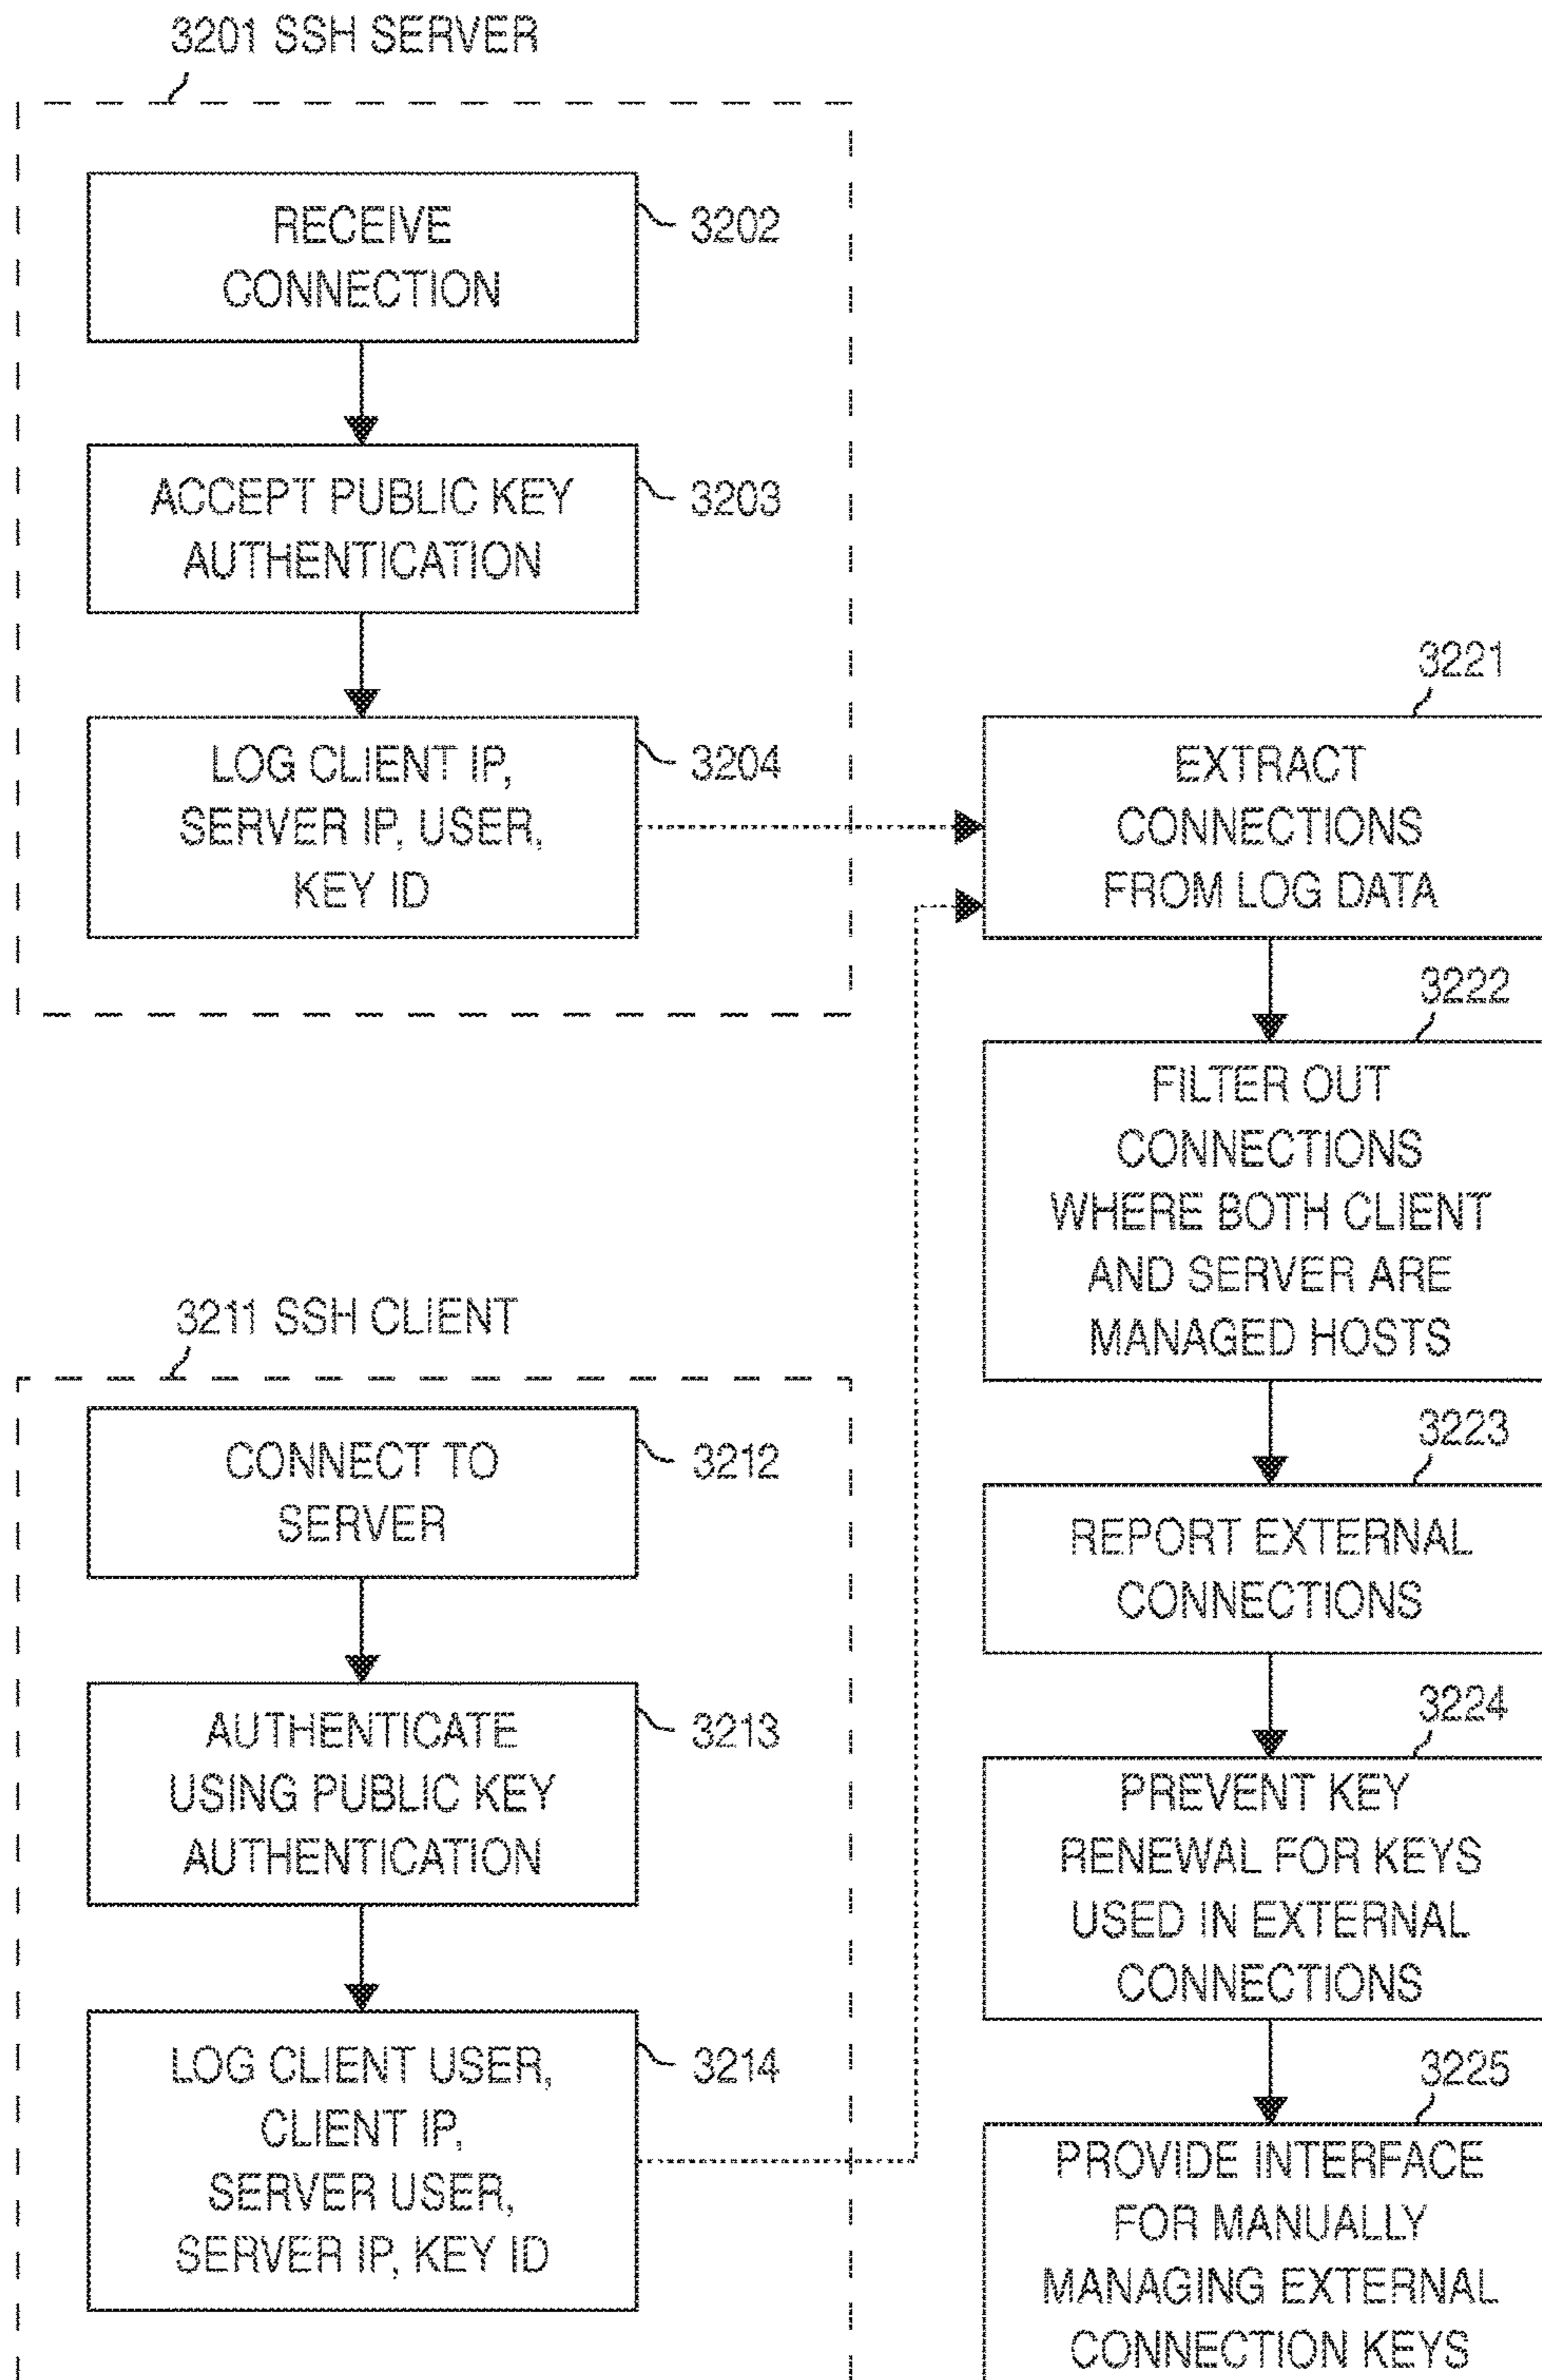 3201 SSH SERVER
RECEIVE
CONNECTION
3202
ACCEPT PUBLIC KEY
AUTHENTICATION
3203
LOG CLIENT IP,
SERVER IP, USER,
KEY ID
3204
3211 SSH CLIENT
CONNECT TO
SERVER
3212
AUTHENTICATE
USING PUBLIC KEY
AUTHENTICATION
3213
LOG CLIENT USER,
CLIENT IP,
SERVER USER,
SERVER IP, KEY ID
3214
3221
EXTRACT
CONNECTIONS
FROM LOG DATA
3222
FILTER OUT
CONNECTIONS
WHERE BOTH CLIENT
AND SERVER ARE
MANAGED HOSTS
3223
REPORT EXTERNAL
CONNECTIONS
3224
PREVENT KEY
RENEWAL FOR KEYS
USED IN EXTERNAL
CONNECTIONS
3225
PROVIDE INTERFACE
FOR MANUALLY
MANAGING EXTERNAL
CONNECTION KEYS